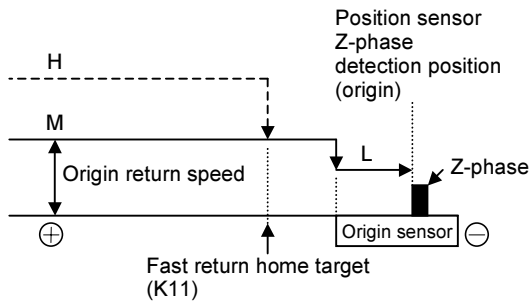 Position sensor
Z-phase
detection position
(origin)
H
M
L
Z-phase
Origin return speed
⊕
Origin sensor
⊖
Fast return home target
(K11)